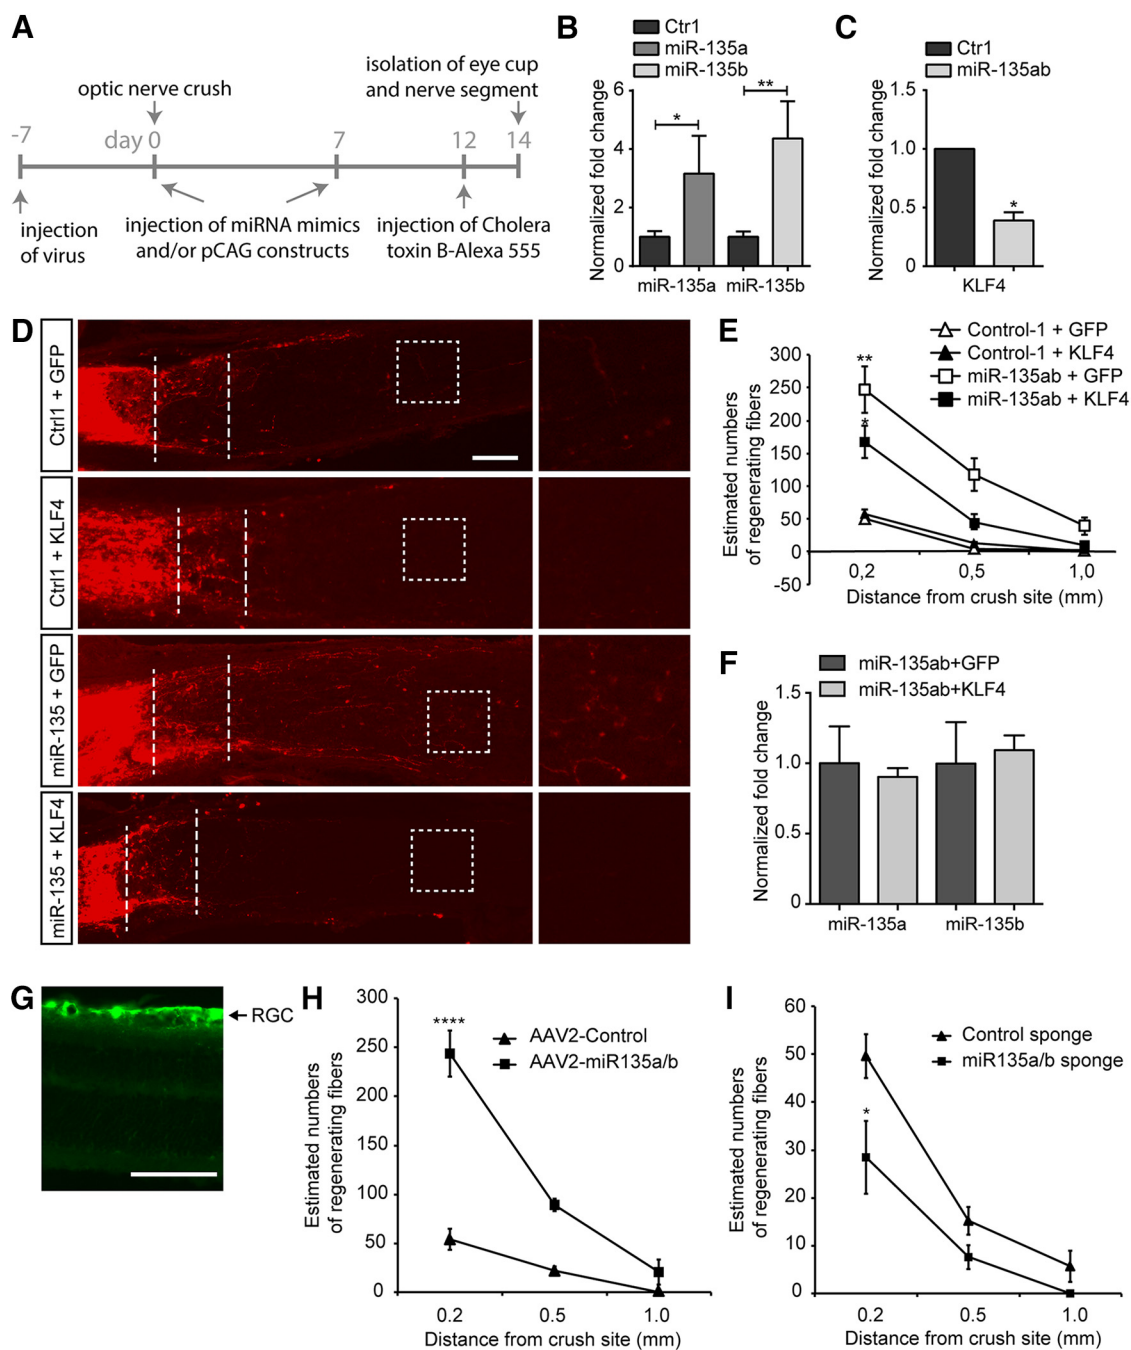 A
optic nerve crush
isolation of eye cup
and nerve segment
-7
day 0
7
12
14
injection
of virus
injection of miRNA mimics
and/or pCAG constructs
injection of Cholera
toxin B-Alexa 555
B
Ctr1
miR-135a
miR-135b
Normalized fold change
6
4
2
0
*
**
miR-135a
miR-135b
C
Ctr1
miR-135ab
Normalized fold change
1.5
1.0
0.5
0
*
KLF4
D
Ctrl1 + GFP
Ctrl1 + KLF4
miR-135 + GFP
miR-135 + KLF4
E
Control-1 + GFP
Control-1 + KLF4
miR-135ab + GFP
miR-135ab + KLF4
Estimated numbers
of regenerating fibers
300
250
200
150
100
50
0
-50
**
*
0,2
0,5
1,0
Distance from crush site (mm)
F
miR-135ab+GFP
miR-135ab+KLF4
Normalized fold change
1.5
1.0
0.5
0
miR-135a
miR-135b
G
RGC
H
AAV2-Control
AAV2-miR135a/b
Estimated numbers
of regenerating fibers
300
250
200
150
100
50
0
****
0.2
0.5
1.0
Distance from crush site (mm)
I
Control sponge
miR135a/b sponge
Estimated numbers
of regenerating fibers
60
50
40
30
20
10
0
*
0.2
0.5
1.0
Distance from crush site (mm)